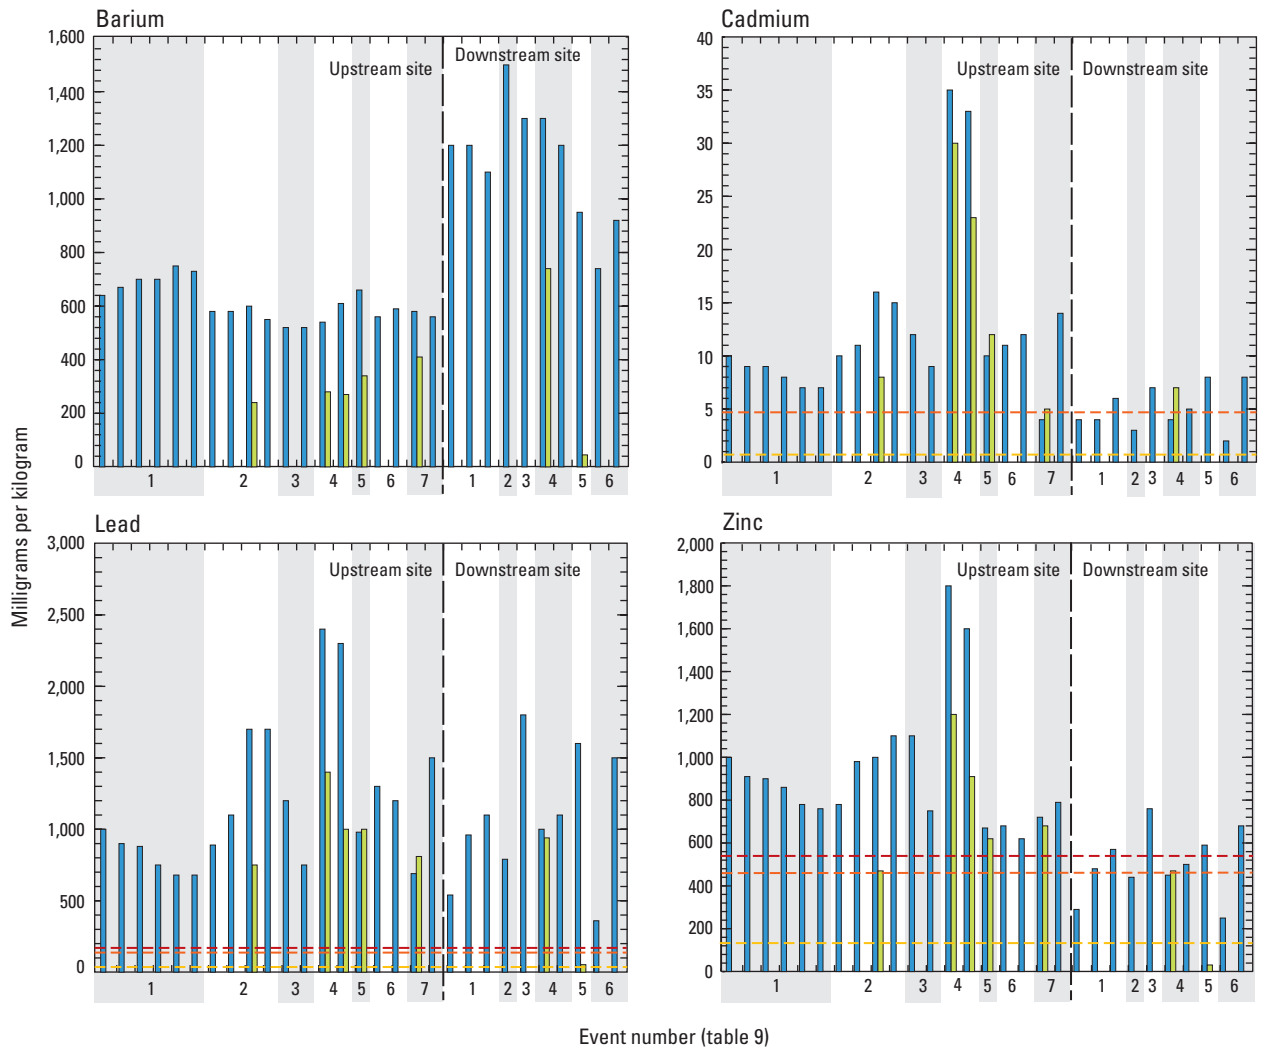 Barium
1,600
1,400
1,200
1,000
800
600
400
200
0
Upstream site
Downstream site
1 2 3 4 5 6 7 1 2 3 4 5 6
Cadmium
40
35
30
25
20
15
10
5
0
Upstream site
Downstream site
1 2 3 4 5 6 7 1 2 3 4 5 6
Milligrams per kilogram
Lead
3,000
2,500
2,000
1,500
1,000
500
0
Upstream site
Downstream site
1 2 3 4 5 6 7 1 2 3 4 5 6
Zinc
2,000
1,800
1,600
1,400
1,200
1,000
800
600
400
200
0
Upstream site
Downstream site
1 2 3 4 5 6 7 1 2 3 4 5 6
Event number (table 9)